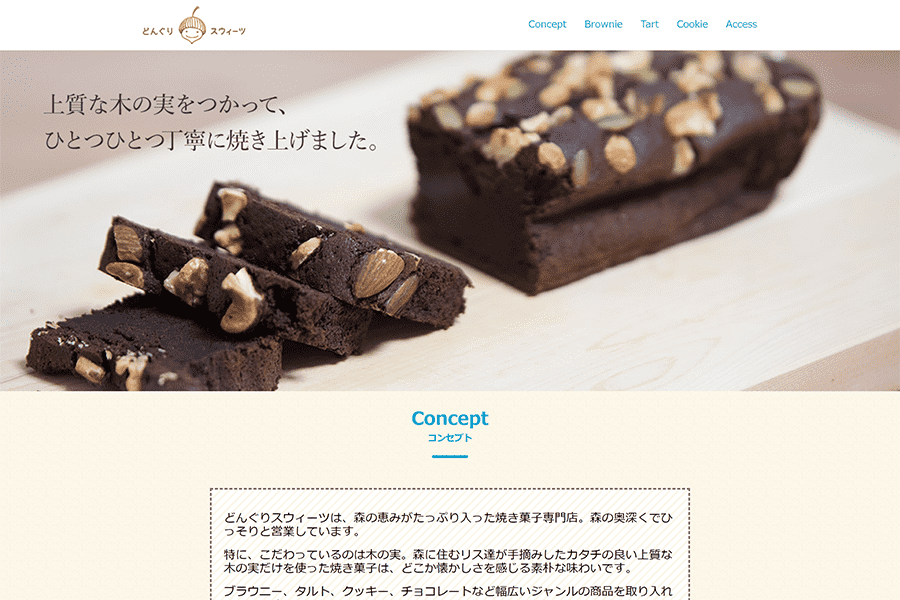 どんぐり スウィーツ
Concept Brownie Tart Cookie Access
上質な木の実をつかって、
ひとつひとつ丁寧に焼き上げました。
Concept
コンセプト
どんぐりスウィーツは、森の恵みがたっぷり入った焼き菓子専門店。森の奥深くでひ
っそりと営業しています。
特に、こだわっているのは木の実。森に住むリス達が手摘みしたカタチの良い上質な
木の実だけを使った焼き菓子は、どこか懐かしさを感じる素朴な味わいです。
ブラウニー、タルト、クッキー、チョコレートなど幅広いジャンルの商品を取り入れ